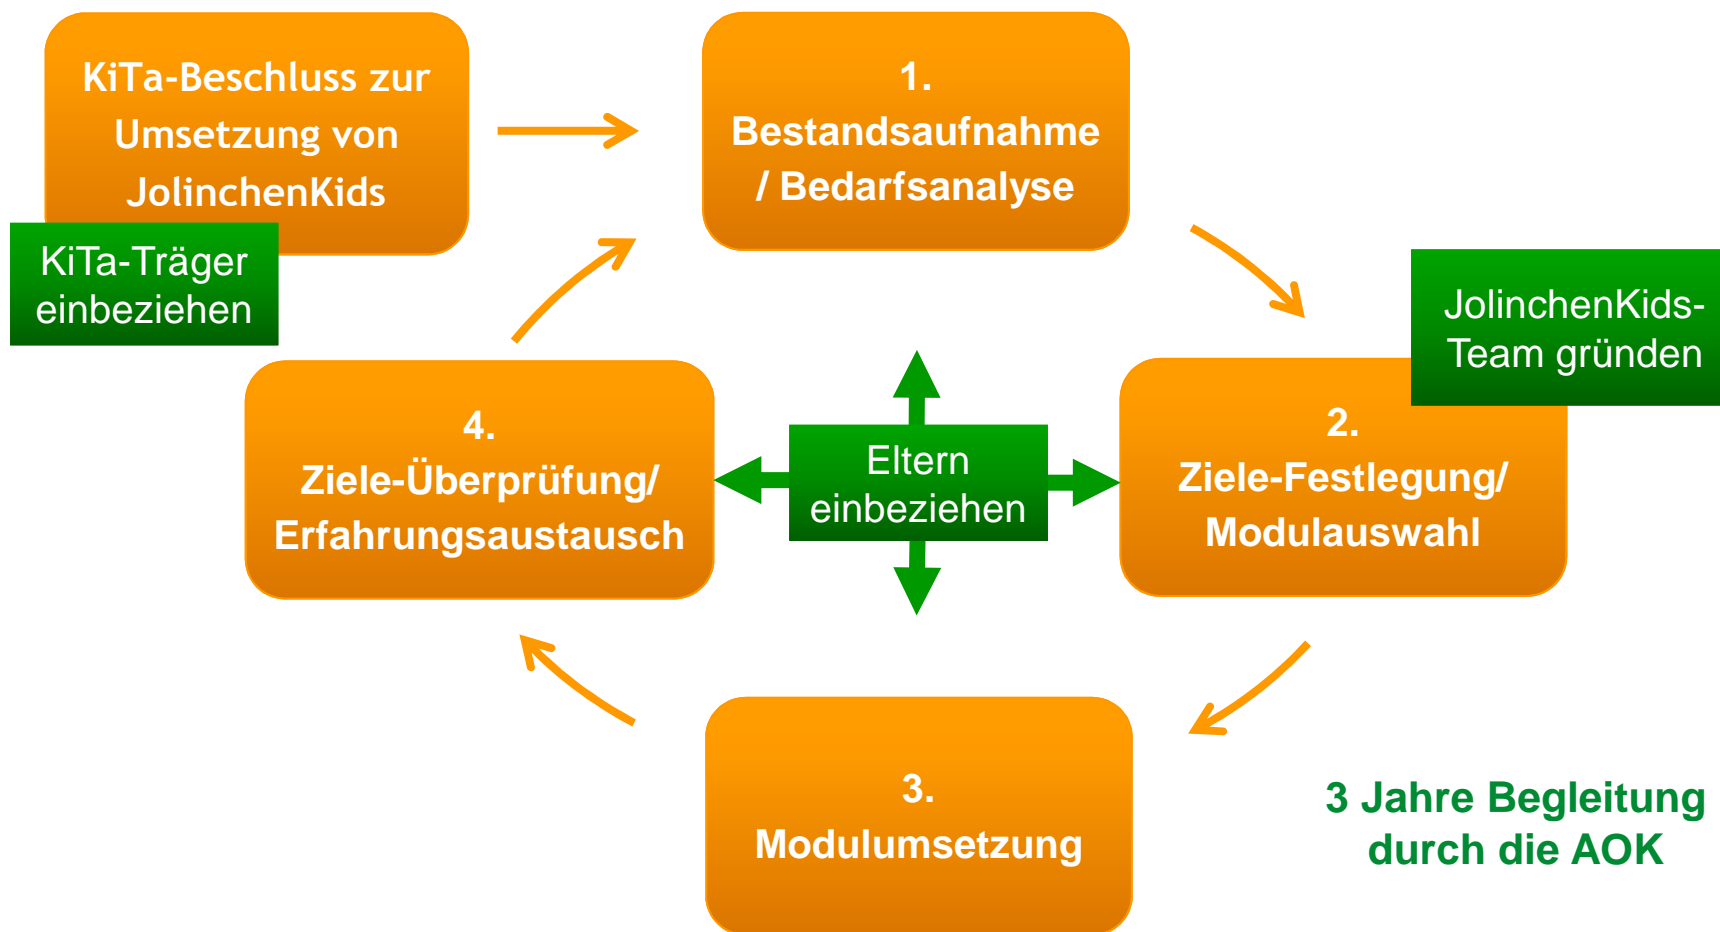 KiTa-Beschluss zur
Umsetzung von
JolinchenKids
KiTa-Träger
einbeziehen
1.
Bestandsaufnahme
/ Bedarfsanalyse
JolinchenKids-
Team gründen
2.
Ziele-Festlegung/
Modulauswahl
Eltern
einbeziehen
4.
Ziele-Überprüfung/
Erfahrungsaustausch
3.
Modulumsetzung
3 Jahre Begleitung
durch die AOK